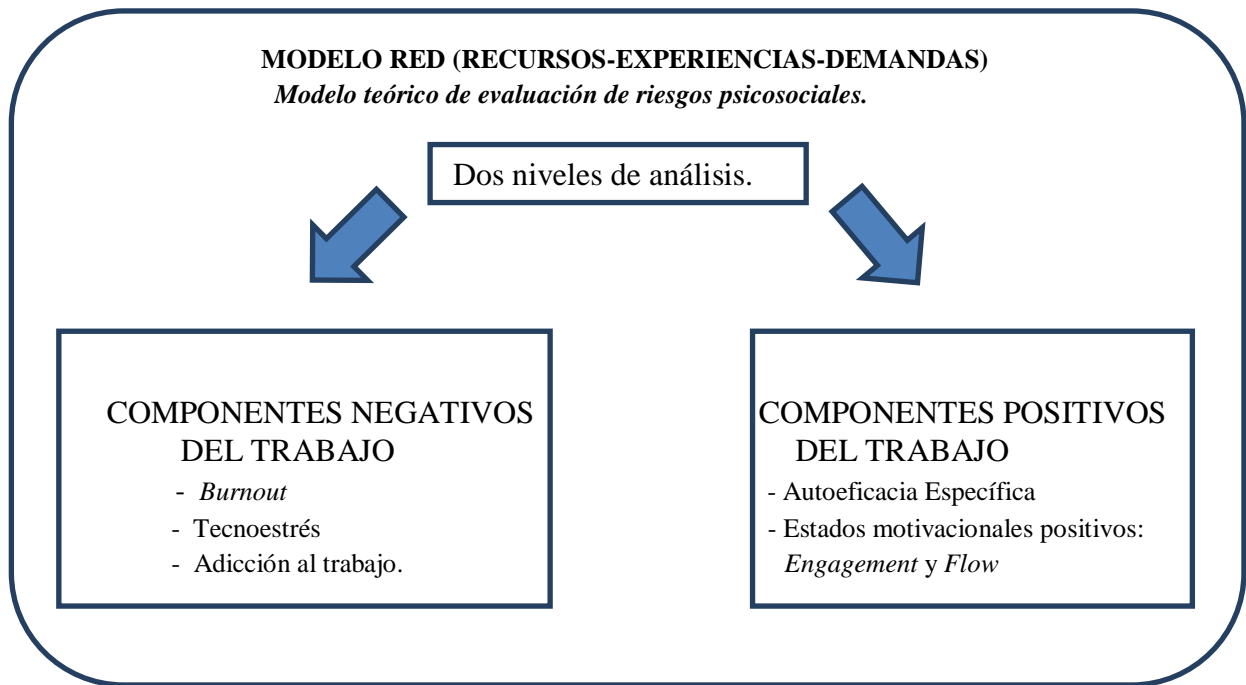 MODELO RED (RECURSOS-EXPERIENCIAS-DEMANDAS)
Modelo teórico de evaluación de riesgos psicosociales.
Dos niveles de análisis.
COMPONENTES NEGATIVOS
DEL TRABAJO
- Burnout
- Tecnoestrés
- Adicción al trabajo.
COMPONENTES POSITIVOS
DEL TRABAJO
- Autoeficacia Específica
- Estados motivacionales positivos:
Engagement y Flow